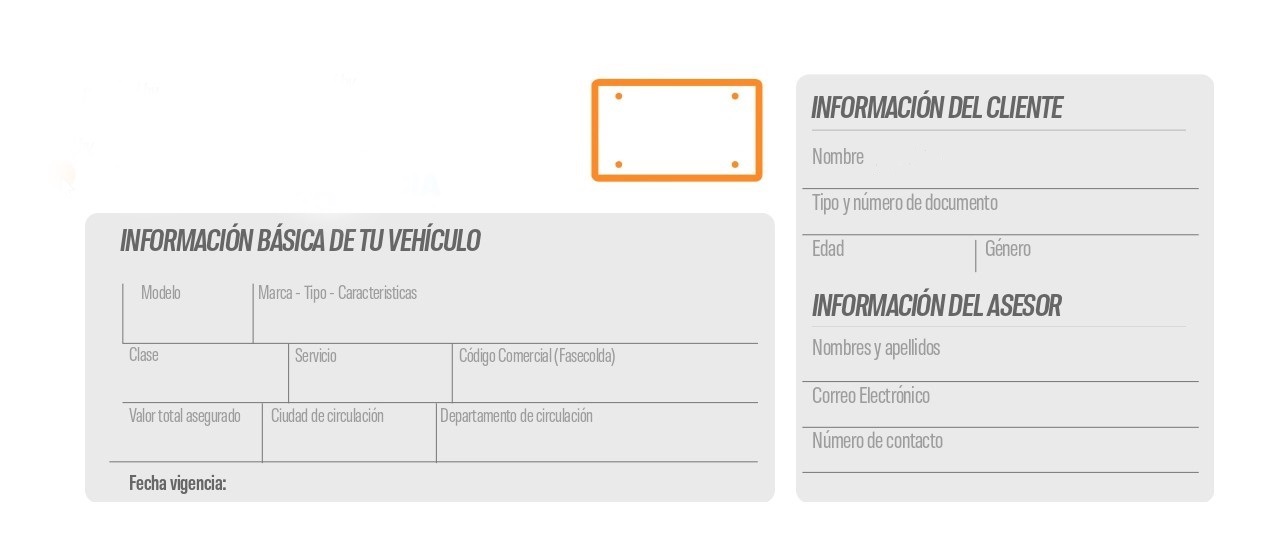 INFORMACIÓN DEL CLIENTE
Nombre
Tipo y número de documento
Edad
Género
INFORMACIÓN DEL ASESOR
Nombres y apellidos
Correo Electrónico
Número de contacto
INFORMACIÓN BÁSICA DE TU VEHÍCULO
Modelo
Marca - Tipo - Caracteristicas
Clase
Servicio
Código Comercial (Fasecolda)
Valor total asegurado
Ciudad de circulación
Departamento de circulación
Fecha vigencia: